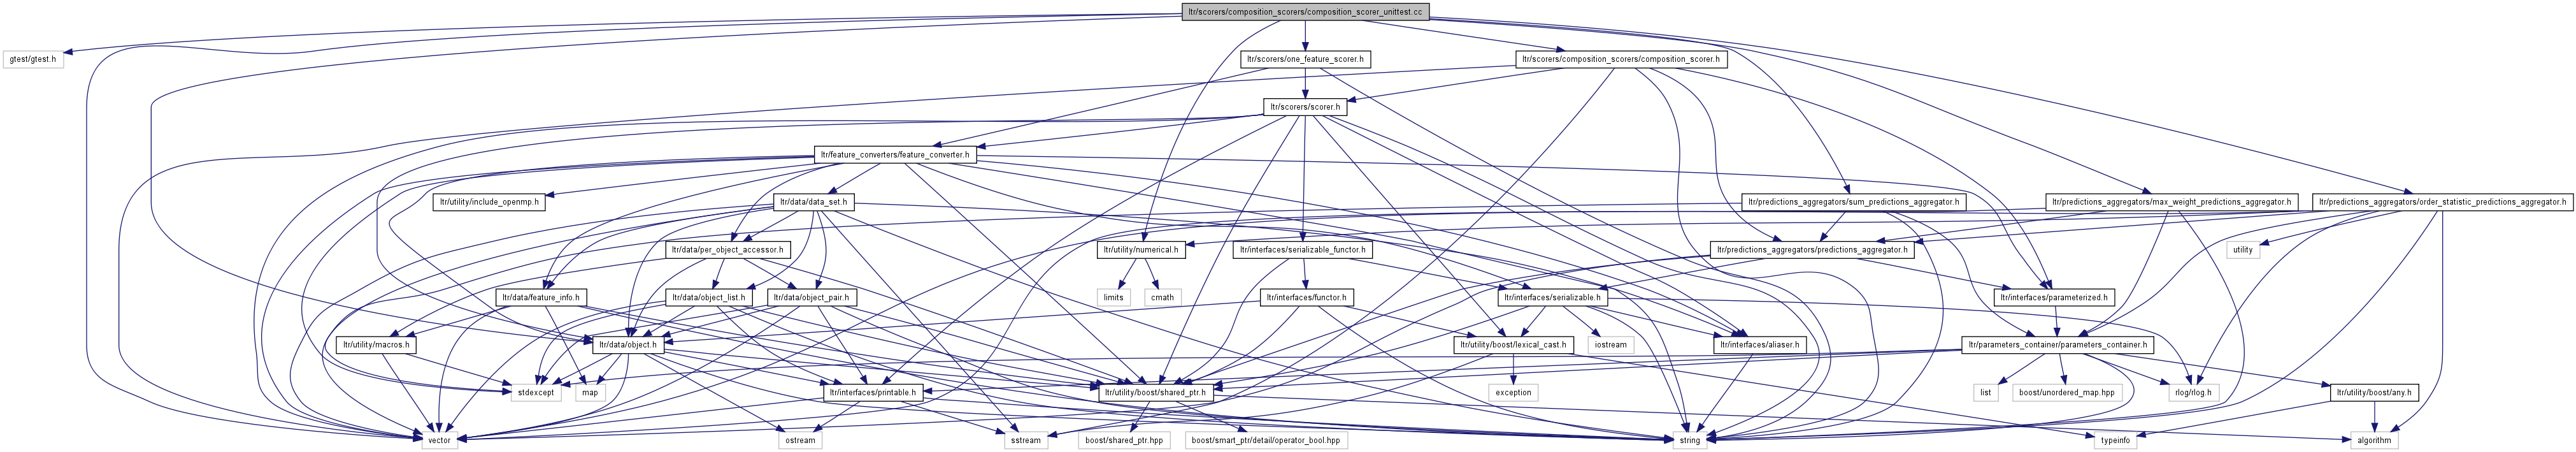 ltr/scorers/composition_scorers/composition_scorer_unittest.cc
gtest/gtest.h
ltr/scorers/one_feature_scorer.h
ltr/scorers/composition_scorers/composition_scorer.h
ltr/scorers/scorer.h
ltr/feature_converters/feature_converter.h
ltr/utility/include_openmp.h
ltr/data/data_set.h
ltr/predictions_aggregators/sum_predictions_aggregator.h
ltr/predictions_aggregators/max_weight_predictions_aggregator.h
ltr/predictions_aggregators/order_statistic_predictions_aggregator.h
ltr/data/per_object_accessor.h
ltr/utility/numerical.h
ltr/interfaces/serializable_functor.h
ltr/predictions_aggregators/predictions_aggregator.h
utility
ltr/data/feature_info.h
ltr/data/object_list.h
ltr/data/object_pair.h
limits
cmath
ltr/interfaces/functor.h
ltr/interfaces/serializable.h
ltr/interfaces/parameterized.h
ltr/utility/macros.h
ltr/data/object.h
ltr/utility/boost/lexical_cast.h
iostream
ltr/interfaces/aliaser.h
ltr/parameters_container/parameters_container.h
stdexcept
map
ltr/interfaces/printable.h
ltr/utility/boost/shared_ptr.h
exception
list
boost/unordered_map.hpp
rlog/rlog.h
ltr/utility/boost/any.h
vector
ostream
sstream
boost/shared_ptr.hpp
boost/smart_ptr/detail/operator_bool.hpp
string
typeinfo
algorithm